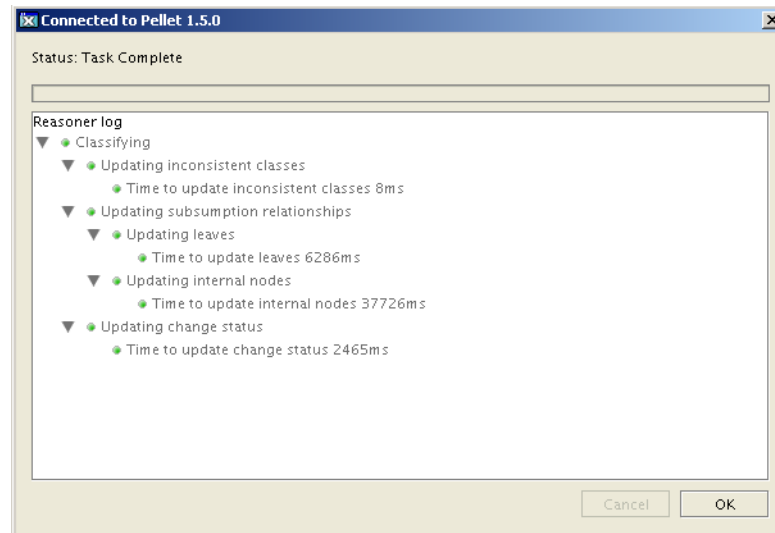 Connected to Pellet 1.5.0
Status: Task Complete
Reasoner log
Classifying
Updating inconsistent classes
Time to update inconsistent classes 8ms
Updating subsumption relationships
Updating leaves
Time to update leaves 6286ms
Updating internal nodes
Time to update internal nodes 37726ms
Updating change status
Time to update change status 2465ms
Cancel OK